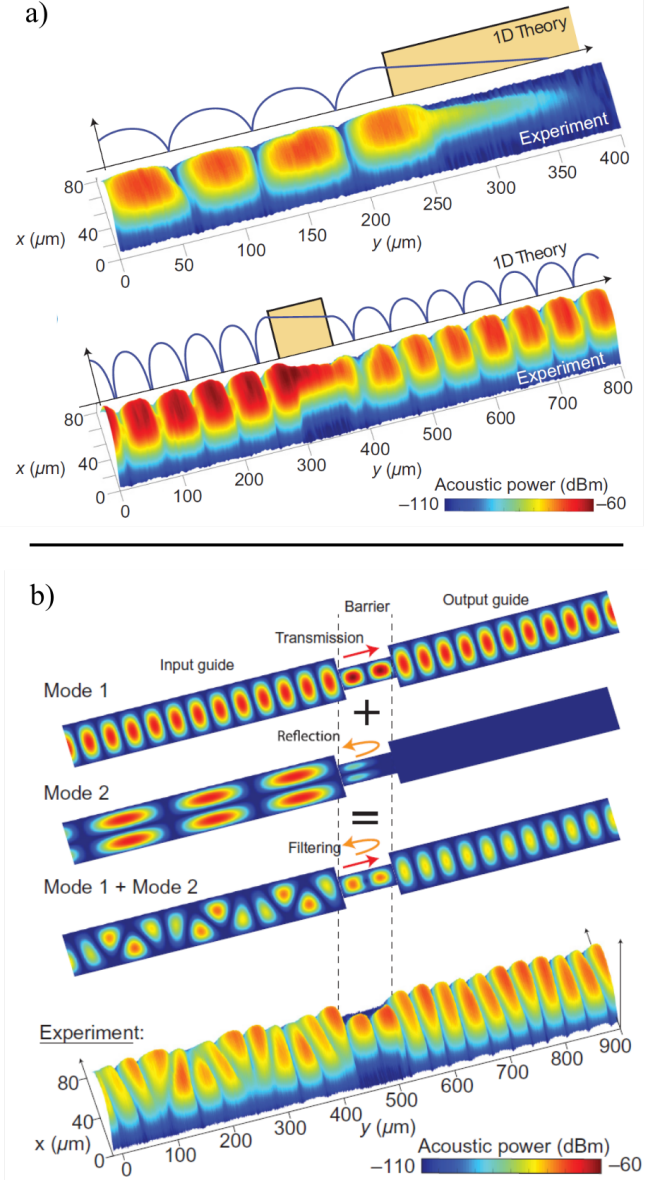 a)
1D Theory
Experiment
80
40
0
x (µm)
0
50
100
150
200
250
300
350
400
y (µm)
1D Theory
Experiment
80
40
0
x (µm)
0
100
200
300
400
500
600
700
800
y (µm)
Acoustic power (dBm)
–110
–60
b)
Barrier
Output guide
Transmission
Input guide
Mode 1
+
Reflection
Mode 2
=
Filtering
Mode 1 + Mode 2
Experiment:
80
40
0
x (µm)
0
100
200
300
400
500
600
700
800
900
y (µm)
Acoustic power (dBm)
–110
–60